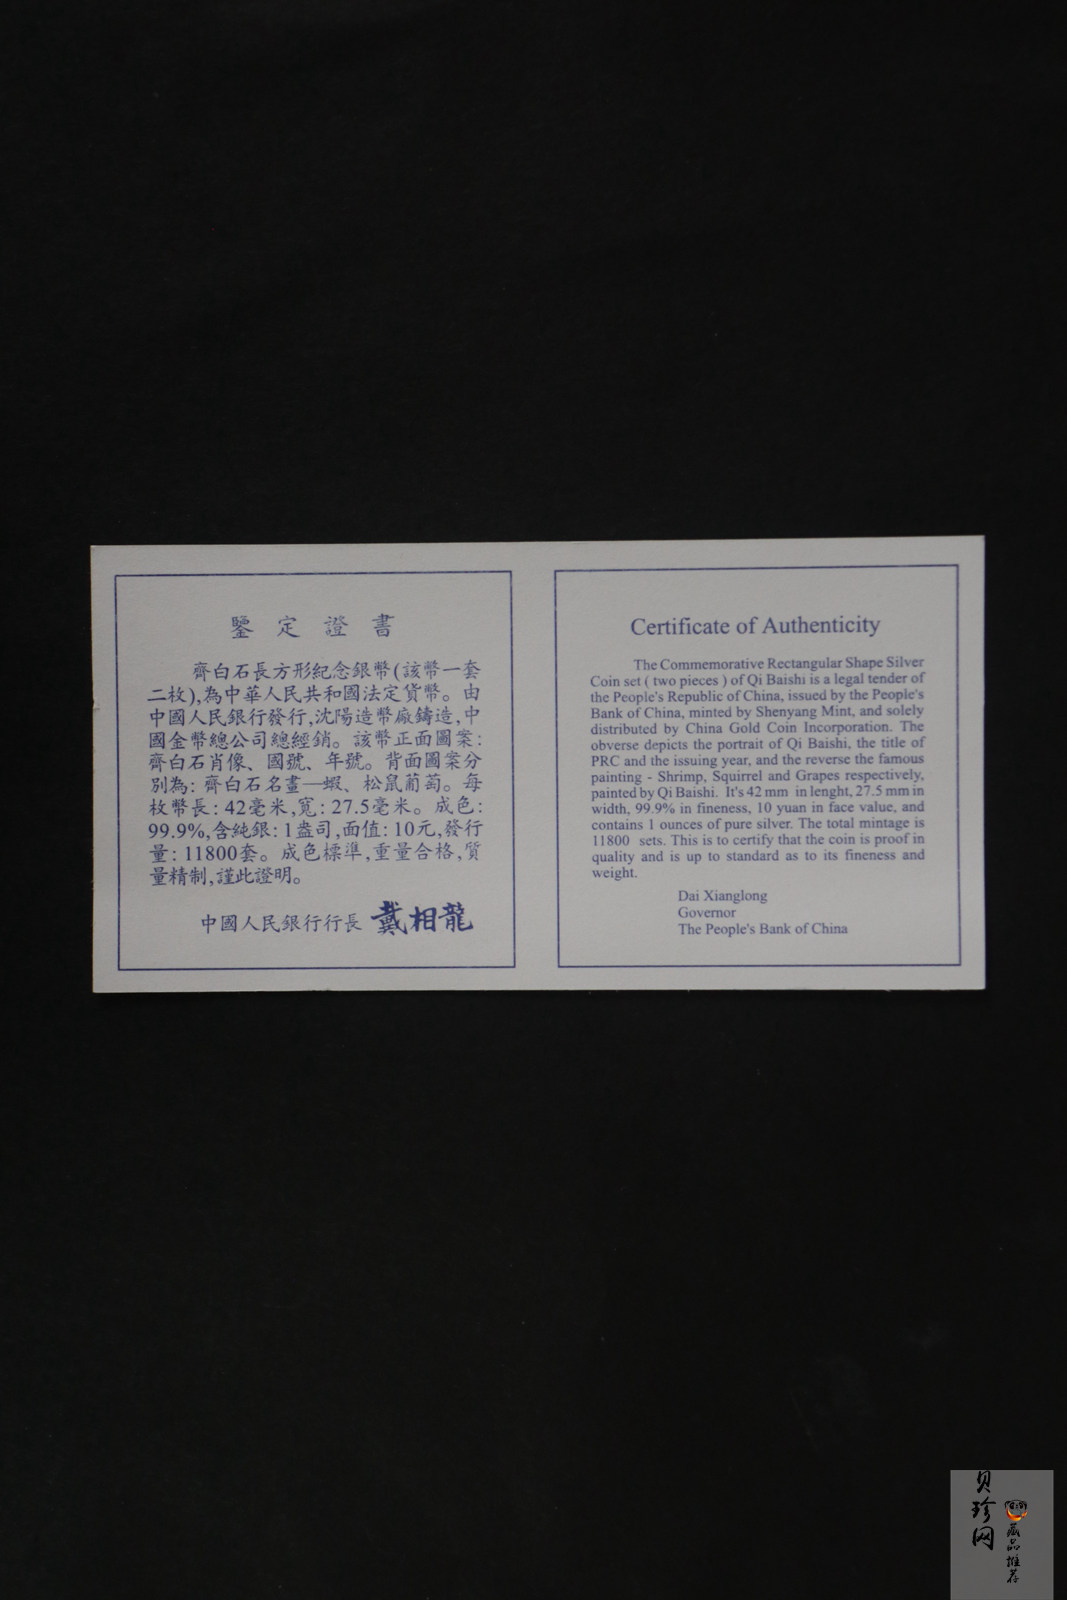 鑒定證書
齊白石長方形紀念銀幣(該幣一套
二枚),為中華人民共和國法定貨幣。由
中國人民銀行發行,沈陽造幣廠鑄造,中
國金幣總公司總經銷。該幣正面圖案:
齊白石肖像、國號、年號。背面圖案分
別為:齊白石名畫—蝦、松鼠葡萄。每
枚幣長:42毫米,寬:27.5毫米。成色:
99.9%,含純銀:1盎司,面值:10元,發行
量:11800套。成色標準,重量合格,質
量精制,謹此證明。
中國人民銀行行長 戴相龍
Certificate of Authenticity
The Commemorative Rectangular Shape Silver
Coin set ( two pieces ) of Qi Baishi is a legal tender of
the People's Republic of China, issued by the People's
Bank of China, minted by Shenyang Mint, and solely
distributed by China Gold Coin Incorporation. The
obverse depicts the portrait of Qi Baishi, the title of
PRC and the issuing year, and the reverse the famous
painting - Shrimp, Squirrel and Grapes respectively,
painted by Qi Baishi. It's 42 mm in lenght, 27.5 mm in
width, 99.9% in fineness, 10 yuan in face value, and
contains 1 ounces of pure silver. The total mintage is
11800 sets. This is to certify that the coin is proof in
quality and is up to standard as to its fineness and
weight.
Dai Xianglong
Governor
The People's Bank of China
贝珍网
藏品推荐